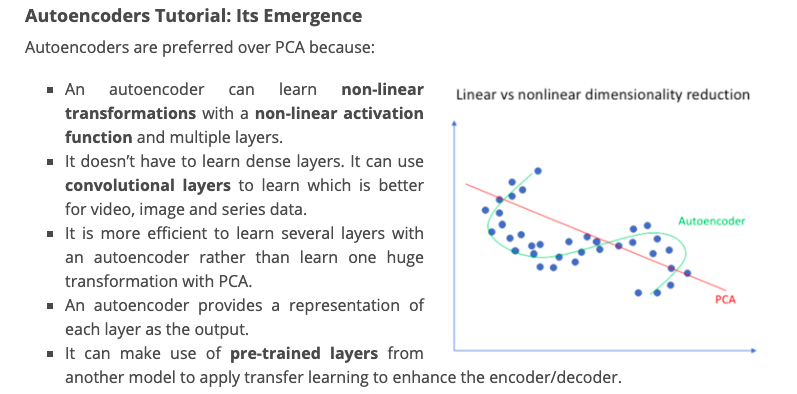 Autoencoders Tutorial: Its Emergence
Autoencoders are preferred over PCA because:
▪ An autoencoder can learn non-linear
transformations with a non-linear activation
function and multiple layers.
▪ It doesn’t have to learn dense layers. It can use
convolutional layers to learn which is better
for video, image and series data.
▪ It is more efficient to learn several layers with
an autoencoder rather than learn one huge
transformation with PCA.
▪ An autoencoder provides a representation of
each layer as the output.
▪ It can make use of pre-trained layers from
another model to apply transfer learning to enhance the encoder/decoder.
Linear vs nonlinear dimensionality reduction
Autoencoder
PCA